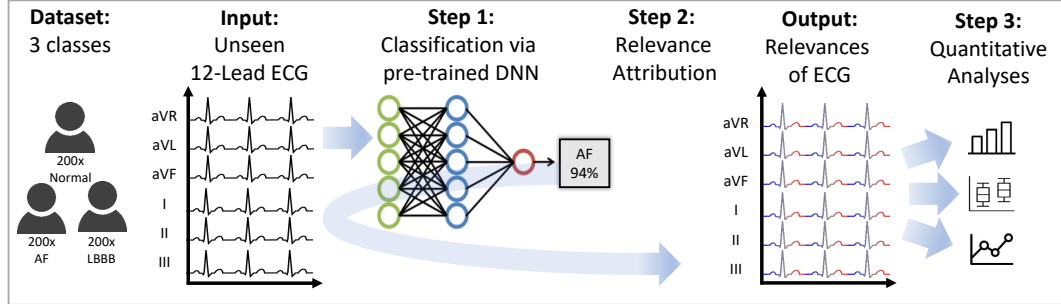 Dataset:
3 classes
200x
Normal
200x
AF
200x
LBBB
Input:
Unseen
12-Lead ECG
aVR
aVL
aVF
I
II
III
Step 1:
Classification via
pre-trained DNN
AF
94%
Step 2:
Relevance
Attribution
Output:
Relevances
of ECG
aVR
aVL
aVF
I
II
III
Step 3:
Quantitative
Analyses